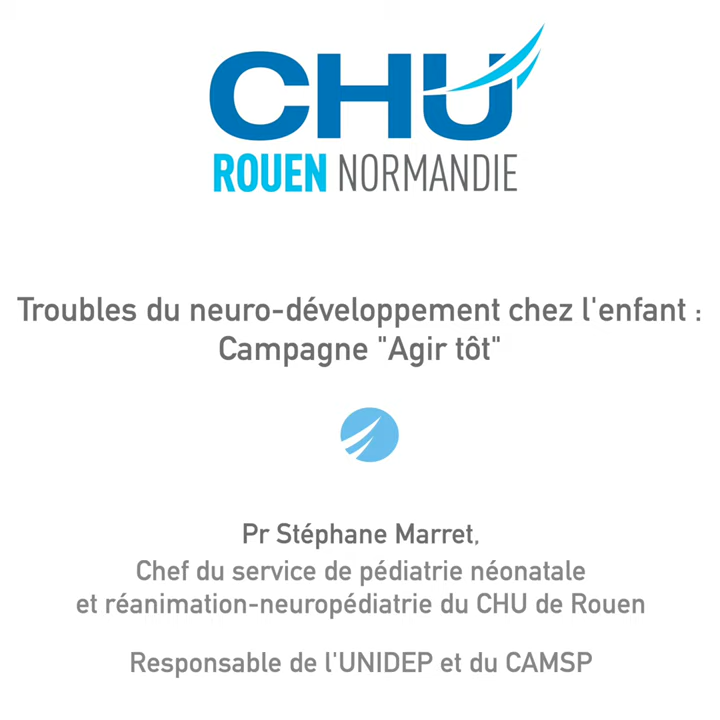 CHU
ROUEN NORMANDIE
Troubles du neuro-développement chez l'enfant :
Campagne "Agir tôt"
Pr Stéphane Marret,
Chef du service de pédiatrie néonatale
et réanimation-neuropédiatrie du CHU de Rouen
Responsable de l'UNIDEP et du CAMSP